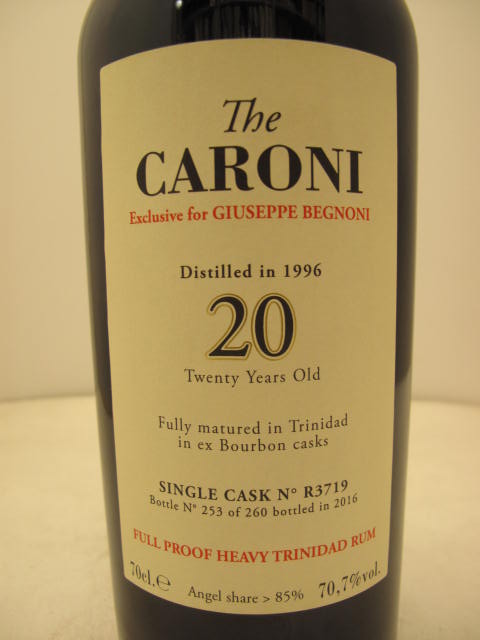 The
CARONI
Exclusive for GIUSEPPE BEGNONI
Distilled in 1996
20
Twenty Years Old
Fully matured in Trinidad
in ex Bourbon casks
SINGLE CASK N° R3719
Bottle N° 253 of 260 bottled in 2016
FULL PROOF HEAVY TRINIDAD RUM
70cl.℮ Angel share > 85% 70,7%vol.